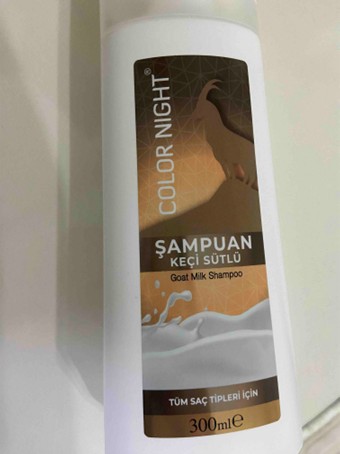 COLOR NIGHT®
ŞAMPUAN
KEÇİ SÜTLÜ
Goat Milk Shampoo
TÜM SAÇ TİPLERİ İÇİN
300ml℮